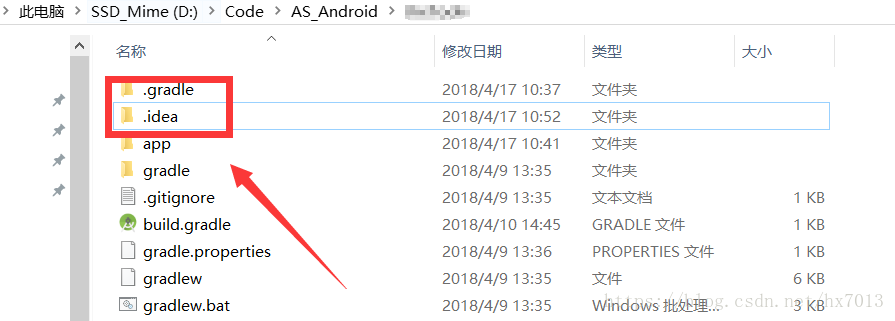 此电脑 > SSD_Mime (D:) > Code > AS_Android >
名称 修改日期 类型 大小
.gradle 2018/4/17 10:37 文件夹
.idea 2018/4/17 10:52 文件夹
app 2018/4/17 10:41 文件夹
gradle 2018/4/9 13:35 文件夹
.gitignore 2018/4/9 13:35 文本文档 1 KB
build.gradle 2018/4/10 14:45 GRADLE 文件 1 KB
gradle.properties 2018/4/9 13:36 PROPERTIES 文件 1 KB
gradlew 2018/4/9 13:35 文件 6 KB
gradlew.bat 2018/4/9 13:35 Windows 批处理... 3 KB
https://blog.csdn.net/hx7013